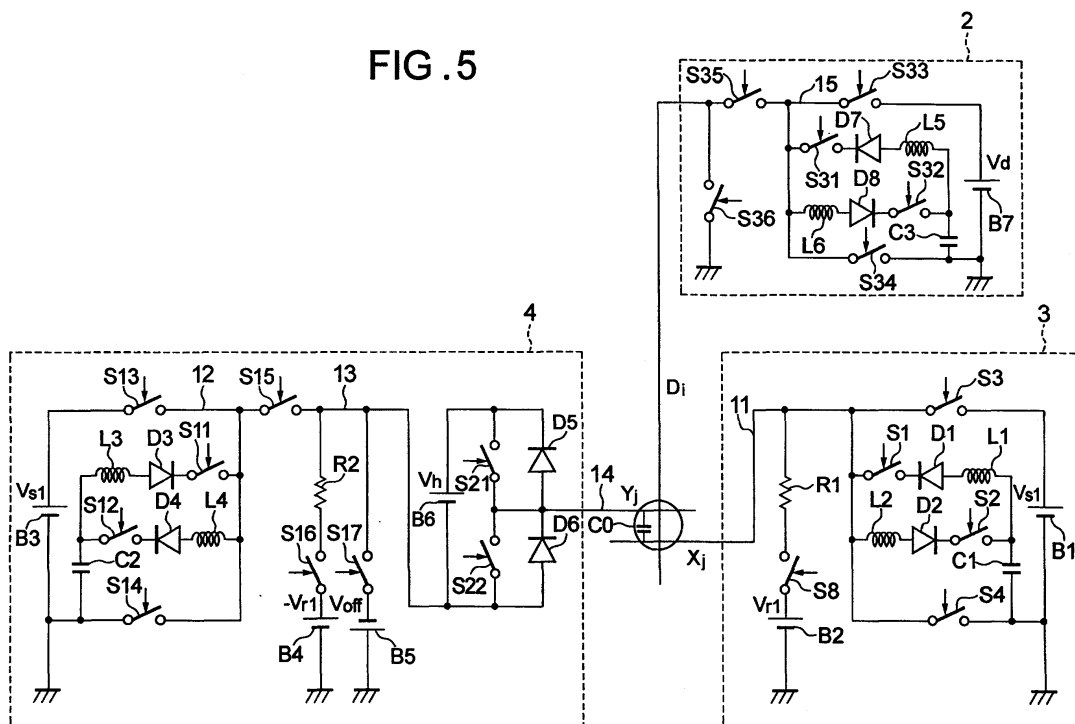 FIG.5
2
S35
15
S33
D7
L5
S31
D8
S32
Vd
B7
S36
L6
C3
S34
4
3
S13
12
S15
13
Di
11
S3
L3
D3
S11
S1
D1
L1
Vs1
S12
D4
L4
B3
C2
S14
R2
Vh
B6
S21
D5
14
Yj
C0
D6
Xj
S22
R1
L2
D2
S2
Vs1
B1
C1
S16
S17
-Vr1
Voff
B4
B5
S8
Vr1
B2
S4